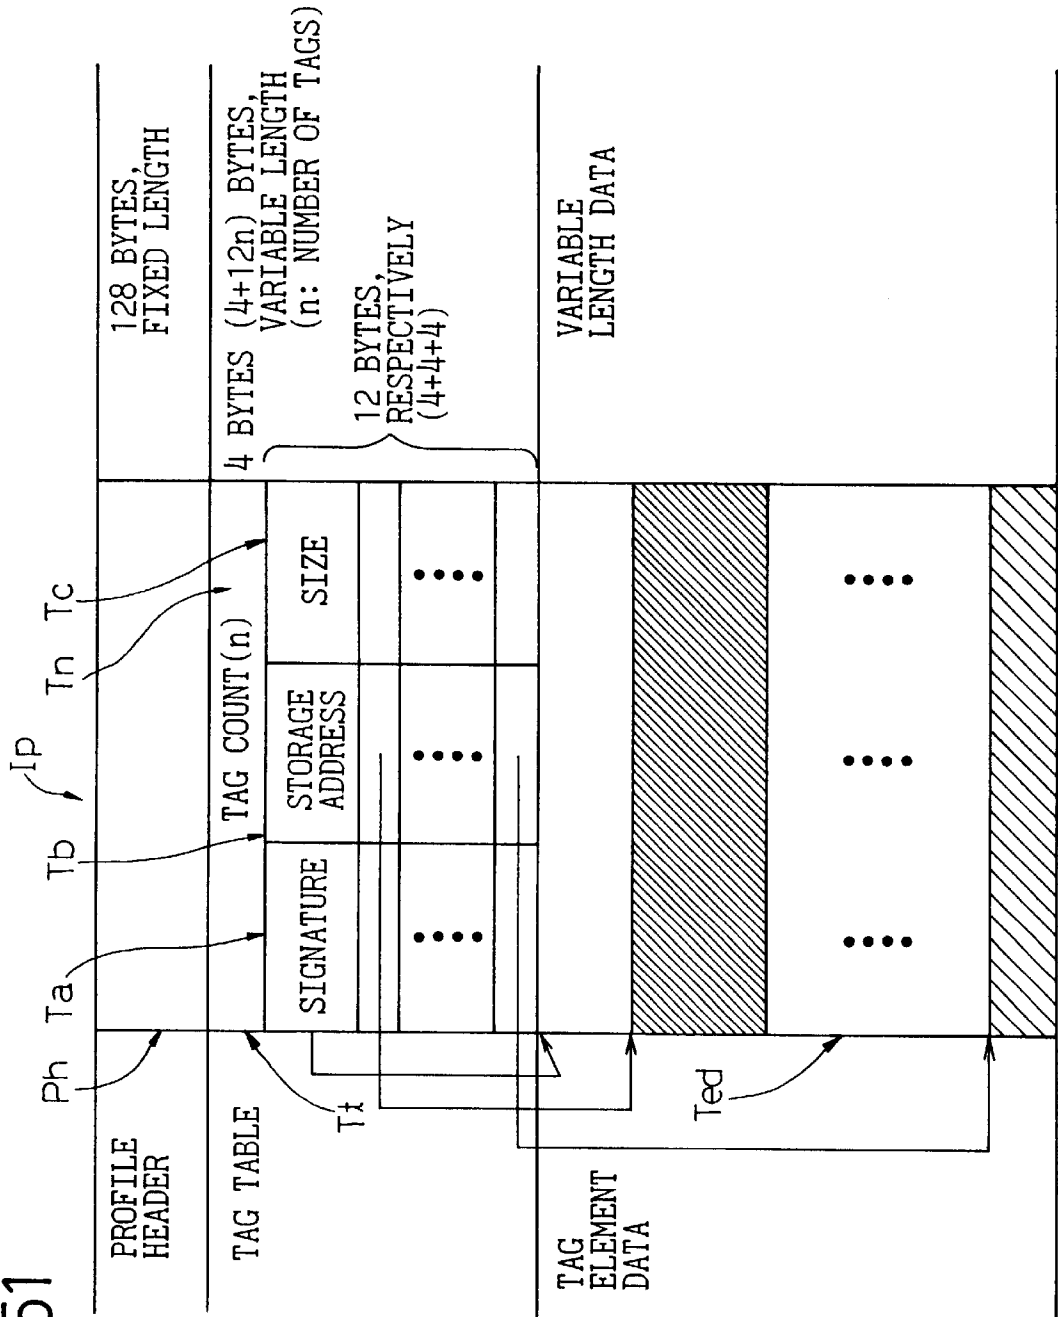 51
Ip
Ph
Ta
Tb
Tn
Tc
PROFILE
HEADER
128 BYTES,
FIXED LENGTH
TAG TABLE
Tt
TAG COUNT(n)
4 BYTES
(4+12n) BYTES,
VARIABLE LENGTH
(n: NUMBER OF TAGS)
SIGNATURE
STORAGE
ADDRESS
SIZE
12 BYTES,
RESPECTIVELY
(4+4+4)
TAG
ELEMENT
DATA
Ted
VARIABLE
LENGTH DATA